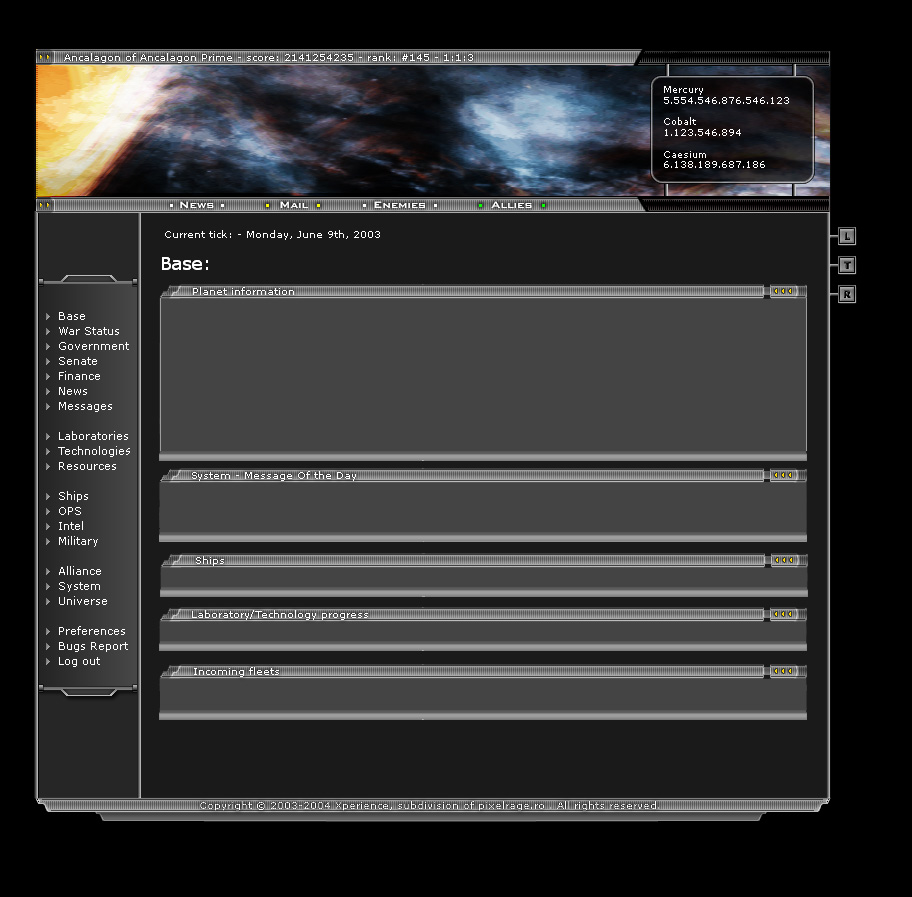 Ancalagon of Ancalagon Prime - score: 2141254235 - rank: #145 - 1:1:3
Mercury
5.554.546.876.546.123
Cobalt
1.123.546.894
Caesium
6.138.189.687.186
News Mail Enemies Allies
Current tick: - Monday, June 9th, 2003
L
Base:
T
Planet information
R
Base
War Status
Government
Senate
Finance
News
Messages
Laboratories
Technologies
Resources
System - Message Of the Day
Ships
OPS
Intel
Military
Ships
Alliance
System
Universe
Laboratory/Technology progress
Preferences
Bugs Report
Log out
Incoming fleets
Copyright © 2003-2004 Xperience, subdivision of pixelrage.ro . All rights reserved.